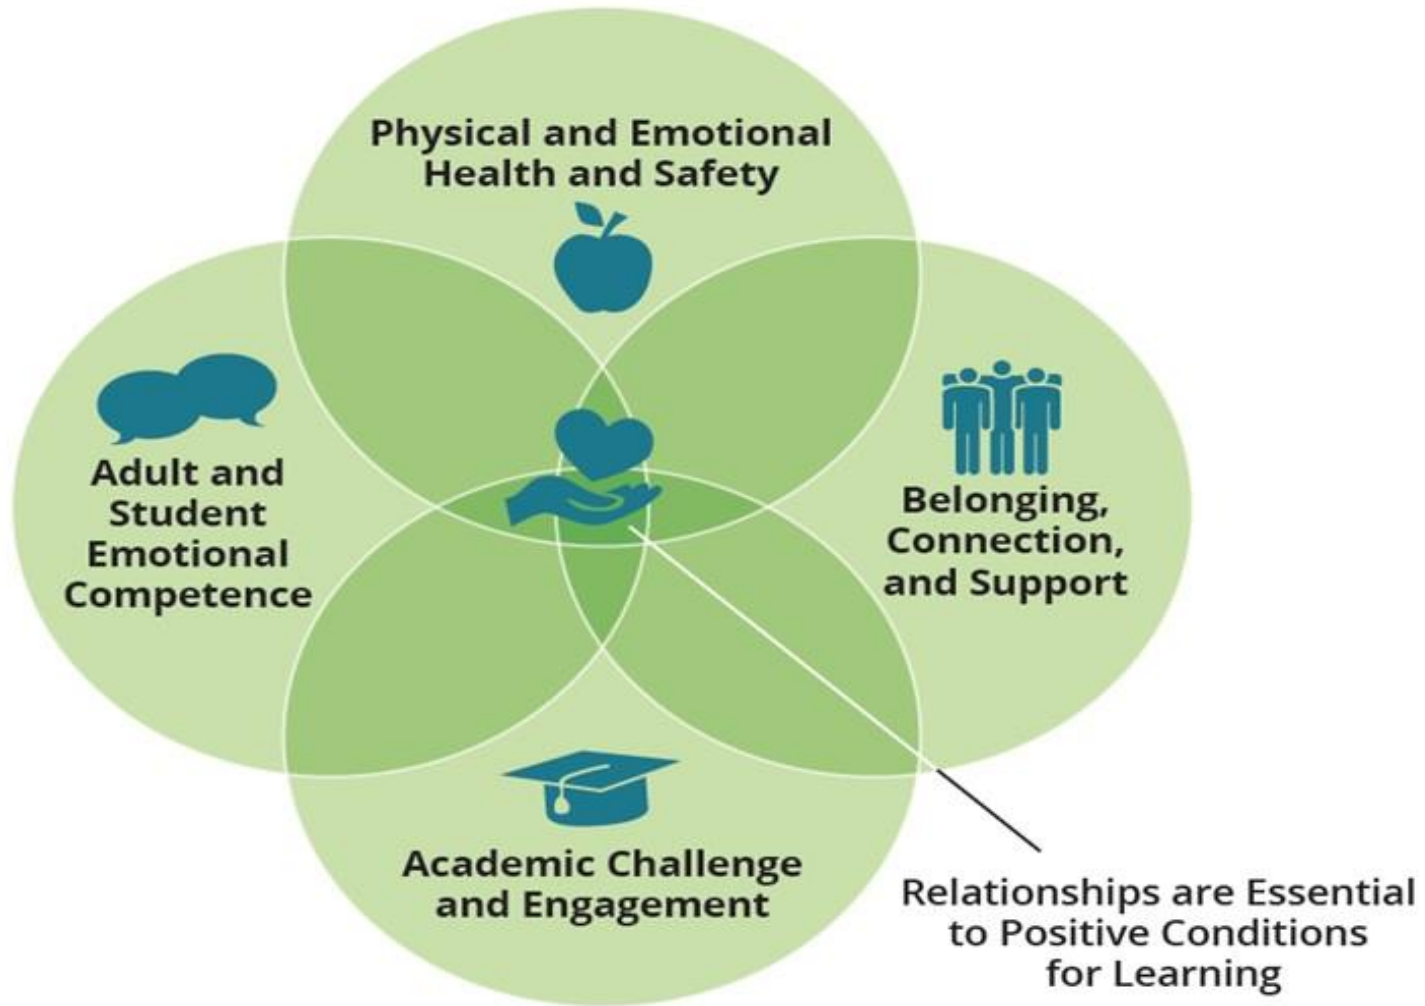 Physical and Emotional
Health and Safety
Adult and
Student
Emotional
Competence
Belonging,
Connection,
and Support
Academic Challenge
and Engagement
Relationships are Essential
to Positive Conditions
for Learning